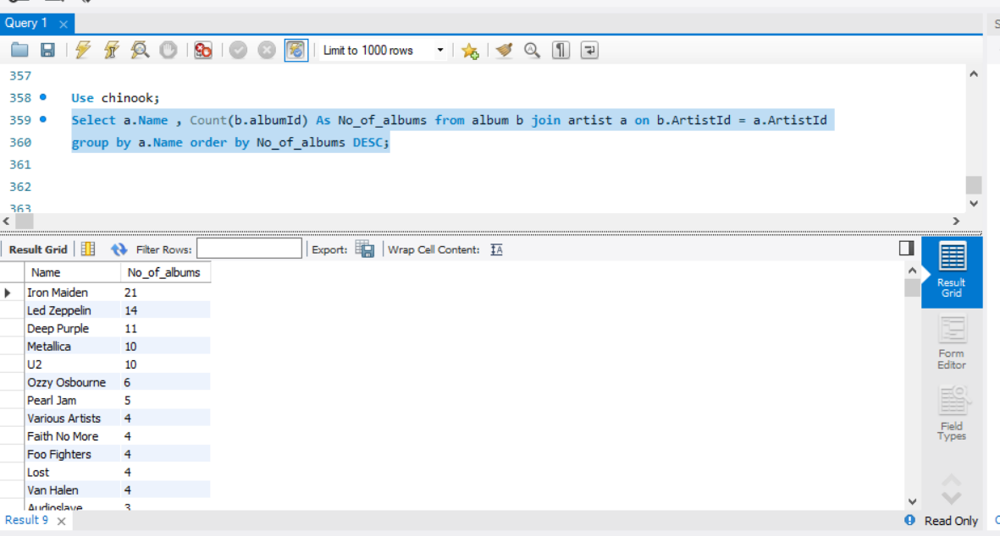 Query 1
Limit to 1000 rows
357
358 Use chinook;
359 Select a.Name , Count(b.albumId) As No_of_albums from album b join artist a on b.ArtistId = a.ArtistId
360 group by a.Name order by No_of_albums DESC;
361
362
363
Result Grid Filter Rows: Export: Wrap Cell Content: IA
Name No_of_albums
Iron Maiden 21
Led Zeppelin 14
Deep Purple 11
Metallica 10
U2 10
Ozzy Osbourne 6
Pearl Jam 5
Various Artists 4
Faith No More 4
Foo Fighters 4
Lost 4
Van Halen 4
Audioslave 3
Result
Grid
Form
Editor
Field
Types
Result 9 Read Only